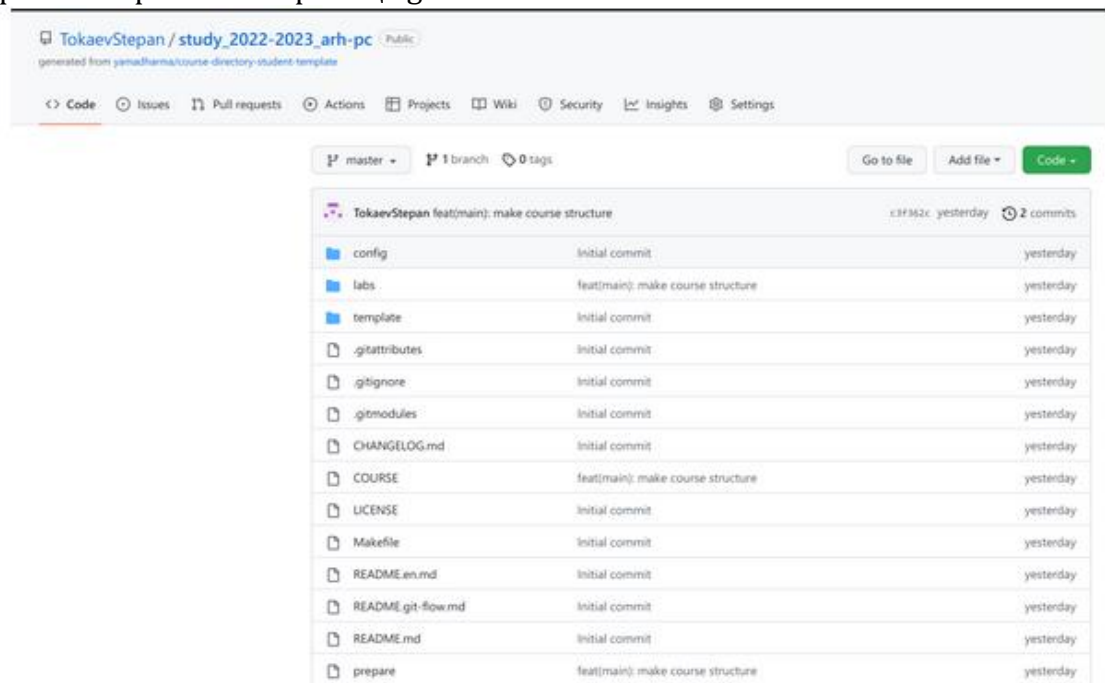 TokaevStepan / study_2022-2023_arh-pc Public
generated from yamadharma/course-directory-student-template
Code Issues Pull requests Actions Projects Wiki Security Insights Settings
master 1 branch 0 tags Go to file Add file Code
TokaevStepan feat(main): make course structure c3f362c yesterday 2 commits
config Initial commit yesterday
labs feat(main): make course structure yesterday
template Initial commit yesterday
.gitattributes Initial commit yesterday
.gitignore Initial commit yesterday
.gitmodules Initial commit yesterday
CHANGELOG.md Initial commit yesterday
COURSE feat(main): make course structure yesterday
LICENSE Initial commit yesterday
Makefile Initial commit yesterday
README.en.md Initial commit yesterday
README.git-flow.md Initial commit yesterday
README.md Initial commit yesterday
prepare feat(main): make course structure yesterday